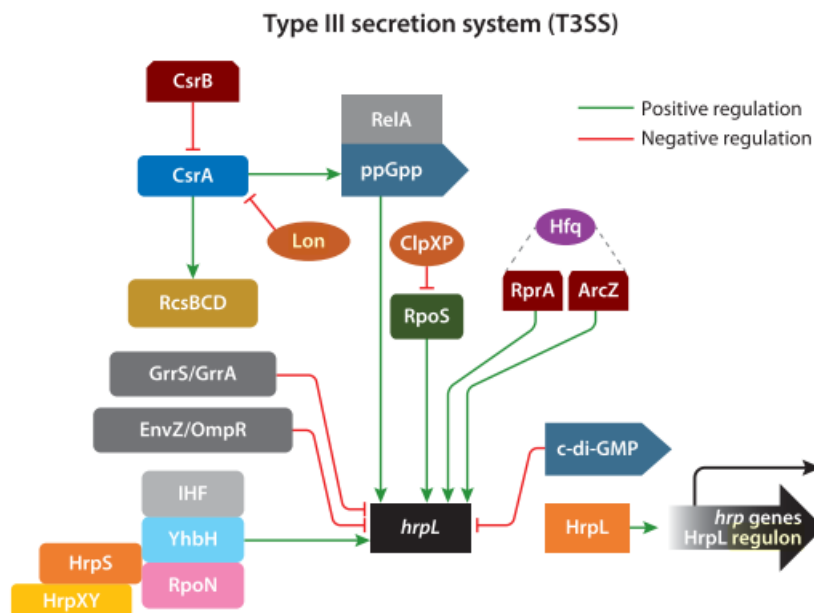 Type III secretion system (T3SS)
CsrB
RelA
Positive regulation
Negative regulation
CsrA
ppGpp
Lon
ClpXP
Hfq
RcsBCD
RpoS
RprA
ArcZ
GrrS/GrrA
EnvZ/OmpR
c-di-GMP
IHF
YhbH
hrpL
HrpL
hrp genes
HrpL regulon
HrpS
RpoN
HrpXY